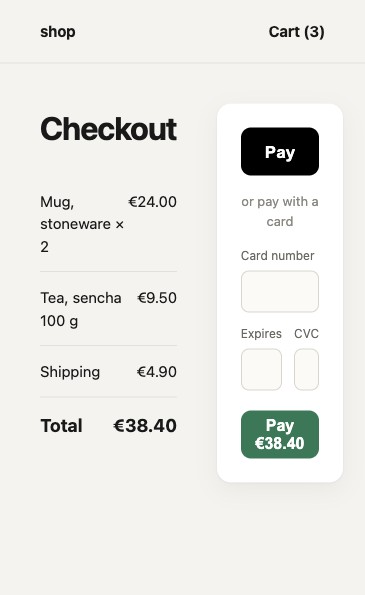 shop
Cart (3)
Checkout
Mug,
stoneware ×
2
€24.00
Tea, sencha
100 g
€9.50
Shipping
€4.90
Total
€38.40
Pay
or pay with a
card
Card number
Expires
CVC
Pay
€38.40